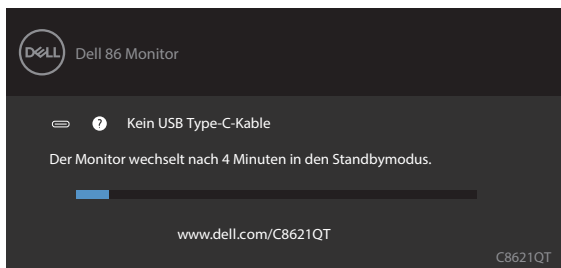 DELL
Dell 86 Monitor
? Kein USB Type-C-Kable
Der Monitor wechselt nach 4 Minuten in den Standbymodus.
www.dell.com/C8621QT
C8621QT